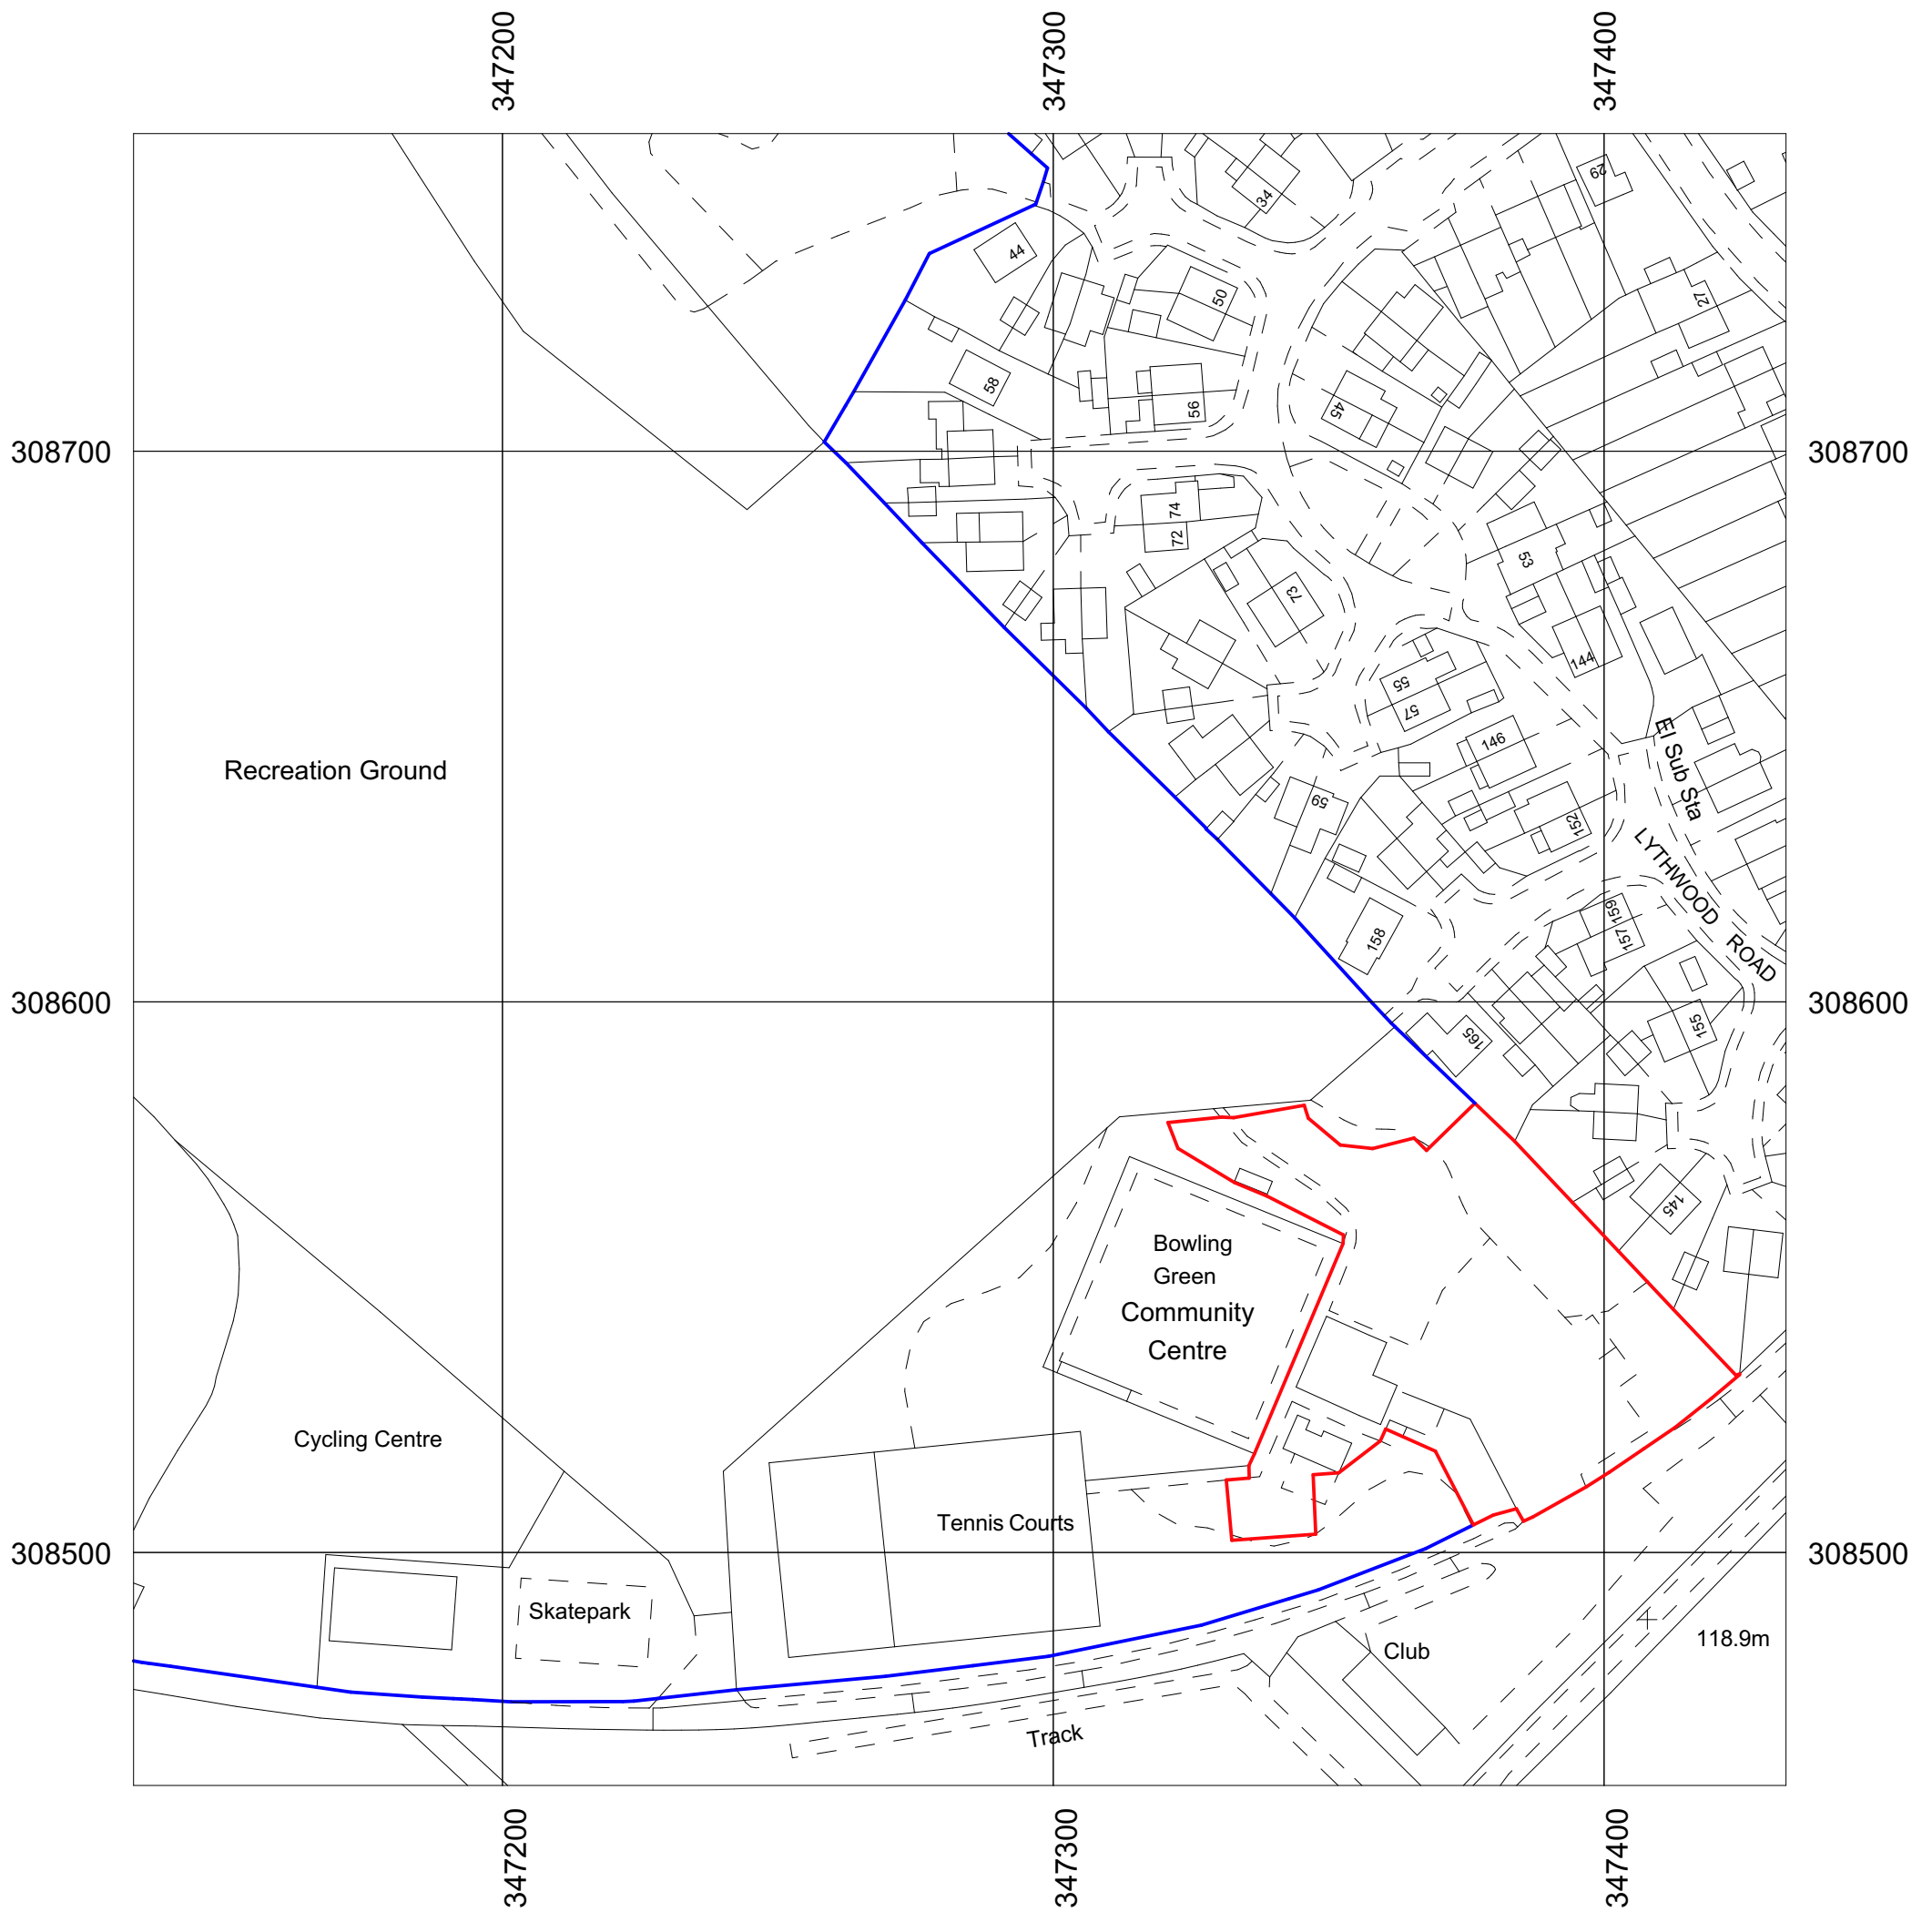 347200
347300
347400
29
34
44
50
27
58
56
45
308700
308700
74
72
53
73
144
55
57
146
El Sub Sta
Recreation Ground
59
152
LYTHWOOD ROAD
159
157
158
308600
308600
155
165
145
Bowling
Green
Community
Centre
Cycling Centre
Tennis Courts
308500
308500
Skatepark
Club
118.9m
Track
347200
347300
347400